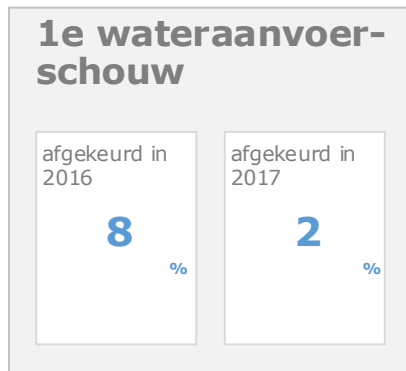 1e wateraanvoer-
schouw
afgekeurd in
2016
8
%
afgekeurd in
2017
2
%